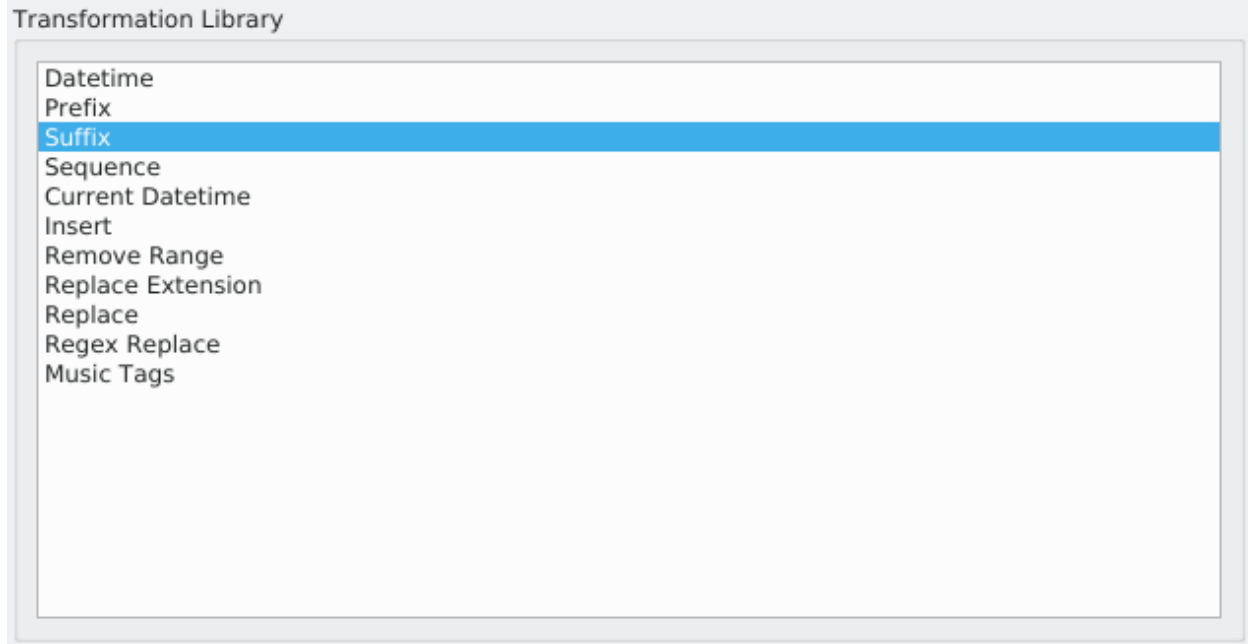 Transformation Library
Datetime
Prefix
Suffix
Sequence
Current Datetime
Insert
Remove Range
Replace Extension
Replace
Regex Replace
Music Tags